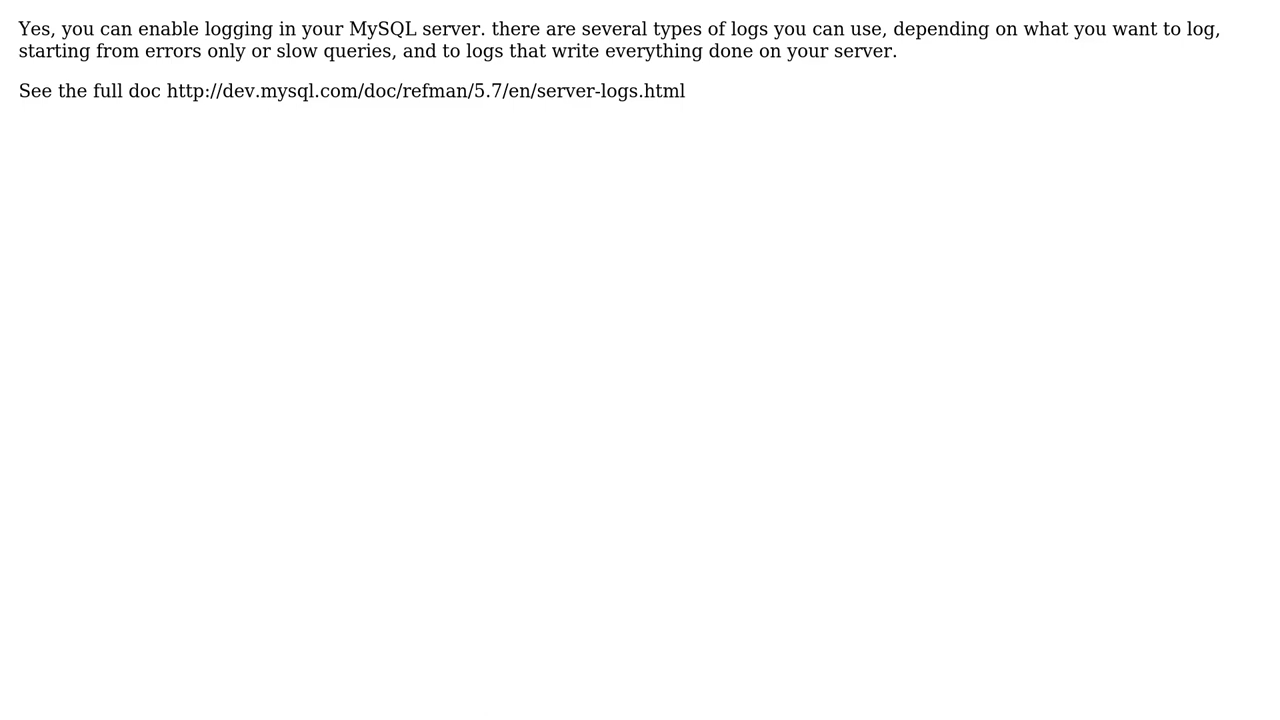 Yes, you can enable logging in your MySQL server. there are several types of logs you can use, depending on what you want to log,
starting from errors only or slow queries, and to logs that write everything done on your server.
See the full doc http://dev.mysql.com/doc/refman/5.7/en/server-logs.html